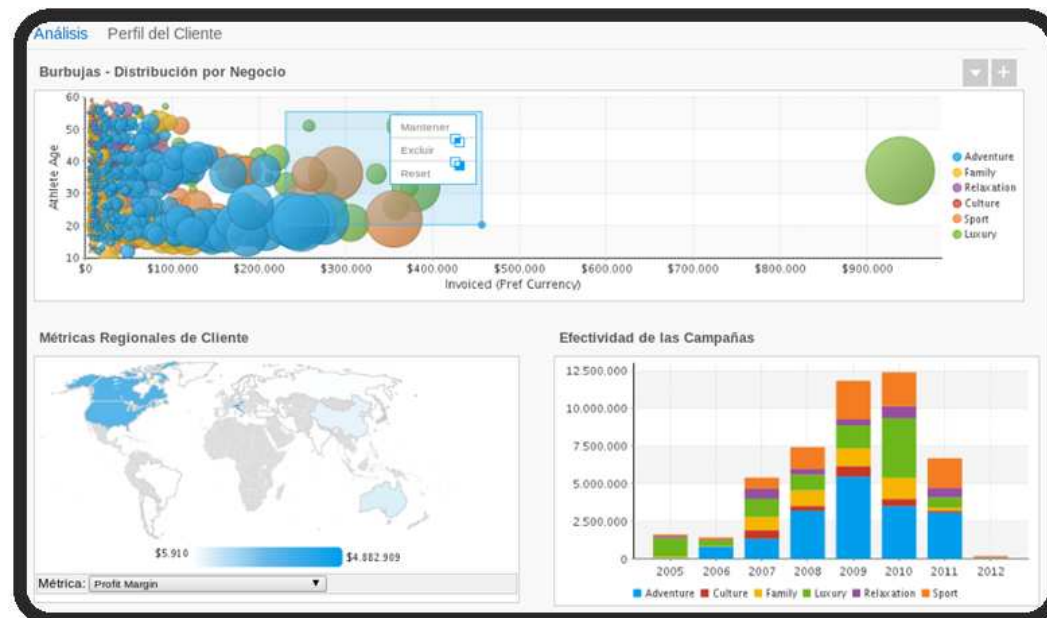 Análisis Perfil del Cliente
Burbujas - Distribución por Negocio
60
50
40
30
20
10
Athlete Age
Mantener
Excluir
Reset
Adventure
Family
Relaxation
Culture
Sport
Luxury
$0 $100.000 $200.000 $300.000 $400.000 $500.000 $600.000 $700.000 $800.000 $900.000
Invoiced (Pref Currency)
Métricas Regionales de Cliente
$5.910 $4.882.909
Métrica: Profit Margin
Efectividad de las Campañas
12.500.000
10.000.000
7.500.000
5.000.000
2.500.000
0
2005 2006 2007 2008 2009 2010 2011 2012
Adventure Culture Family Luxury Relaxation Sport